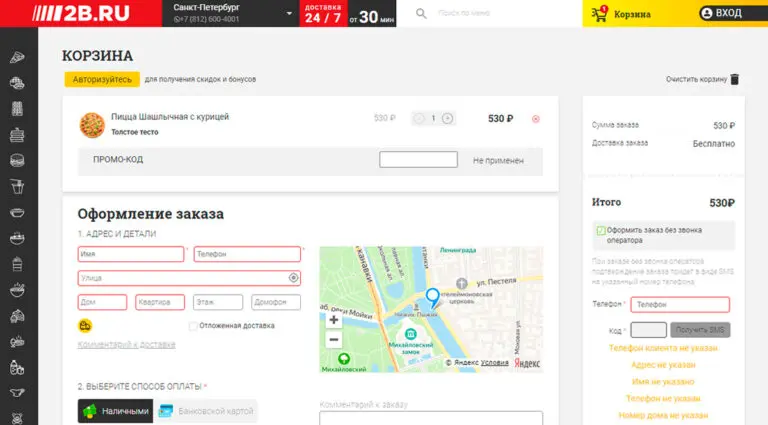 2B.RU
Санкт-Петербург
+7 (812) 600-4001
доставка
24 / 7
от 30 мин
Поиск по меню
1
Корзина
ВХОД
КОРЗИНА
Авторизуйтесь для получения скидок и бонусов
Очистить корзину
Пицца Шашлычная с курицей
Толстое тесто
530 ₽
- 1 +
530 ₽
ПРОМО-КОД
Не применен
Сумма заказа 530 ₽
Доставка заказа Бесплатно
Итого 530₽
Оформить заказ без звонка
оператора
При заказе без звонка оператора
подтверждение заказа придет в виде SMS
на указанный номер телефона.
Телефон * Телефон
Код * Получить SMS
Телефон клиента не указан
Адрес не указан
Имя не указано
Телефон не указан
Номер дома не указан
Оформление заказа
1. АДРЕС И ДЕТАЛИ
Имя * Телефон *
Улица *
Дом * Квартира * Этаж Домофон
Отложенная доставка
Комментарий к доставке
Ленинграда
ул. Пестеля
церковь
наб. реки Мойки
Михайловский
замок
Михайловский
© Яндекс Условия Яндекс
2. ВЫБЕРИТЕ СПОСОБ ОПЛАТЫ *
Наличными
Банковской картой
Комментарий к заказу